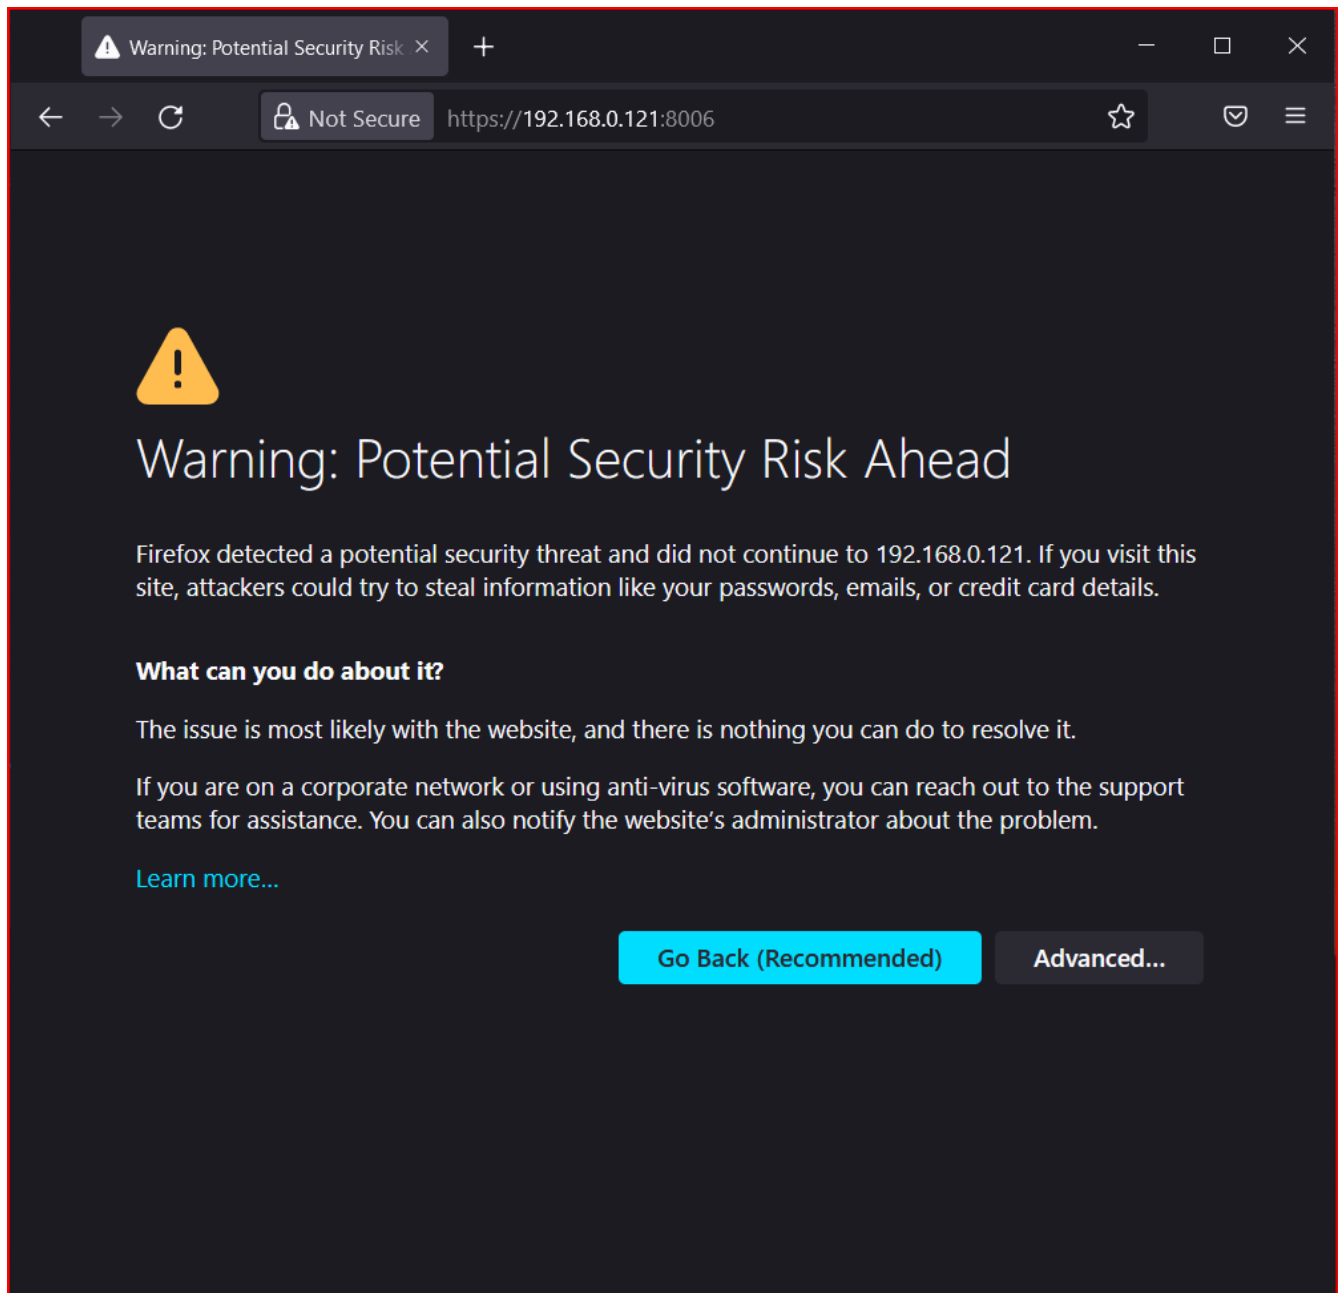 Warning: Potential Security Risk
Not Secure https://192.168.0.121:8006
Warning: Potential Security Risk Ahead
Firefox detected a potential security threat and did not continue to 192.168.0.121. If you visit this
site, attackers could try to steal information like your passwords, emails, or credit card details.
What can you do about it?
The issue is most likely with the website, and there is nothing you can do to resolve it.
If you are on a corporate network or using anti-virus software, you can reach out to the support
teams for assistance. You can also notify the website’s administrator about the problem.
Learn more…
Go Back (Recommended) Advanced...